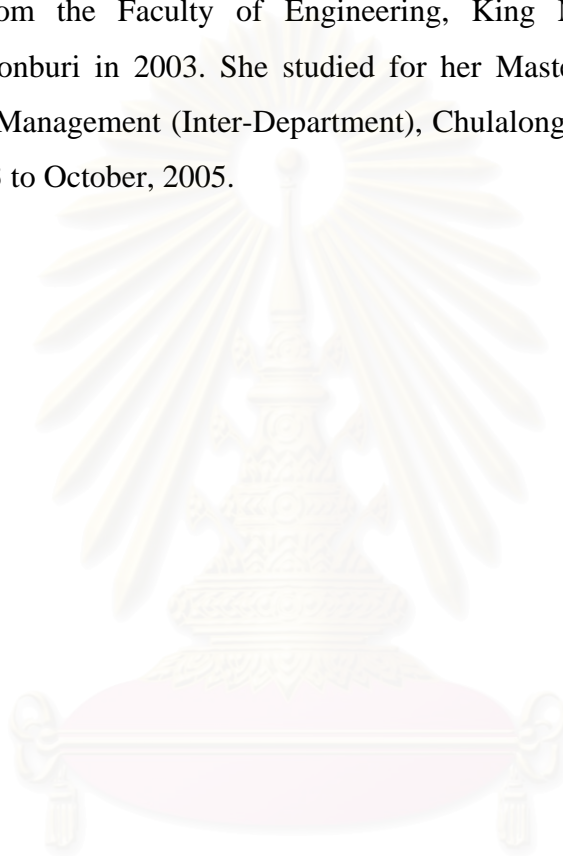 om the Faculty of Engineering, King
onburi in 2003. She studied for her Maste
Management (Inter-Department), Chulalong
to October, 2005.